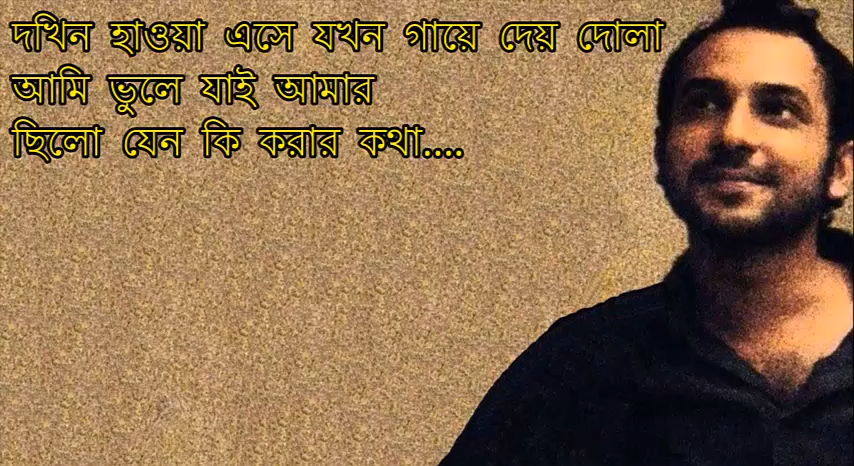 দখিন হাওয়া এসে যখন গায়ে দেয় দোলা
আমি ভুলে যাই আমার
ছিলো যেন কি করার কথা....